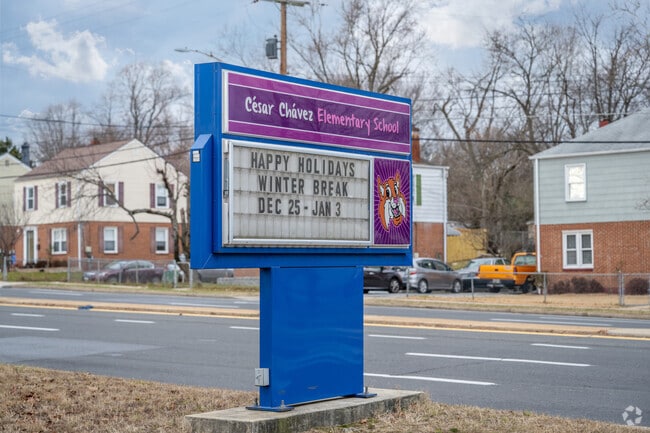 César Chávez Elementary School
HAPPY HOLIDAYS
WINTER BREAK
DEC 25 - JAN 3